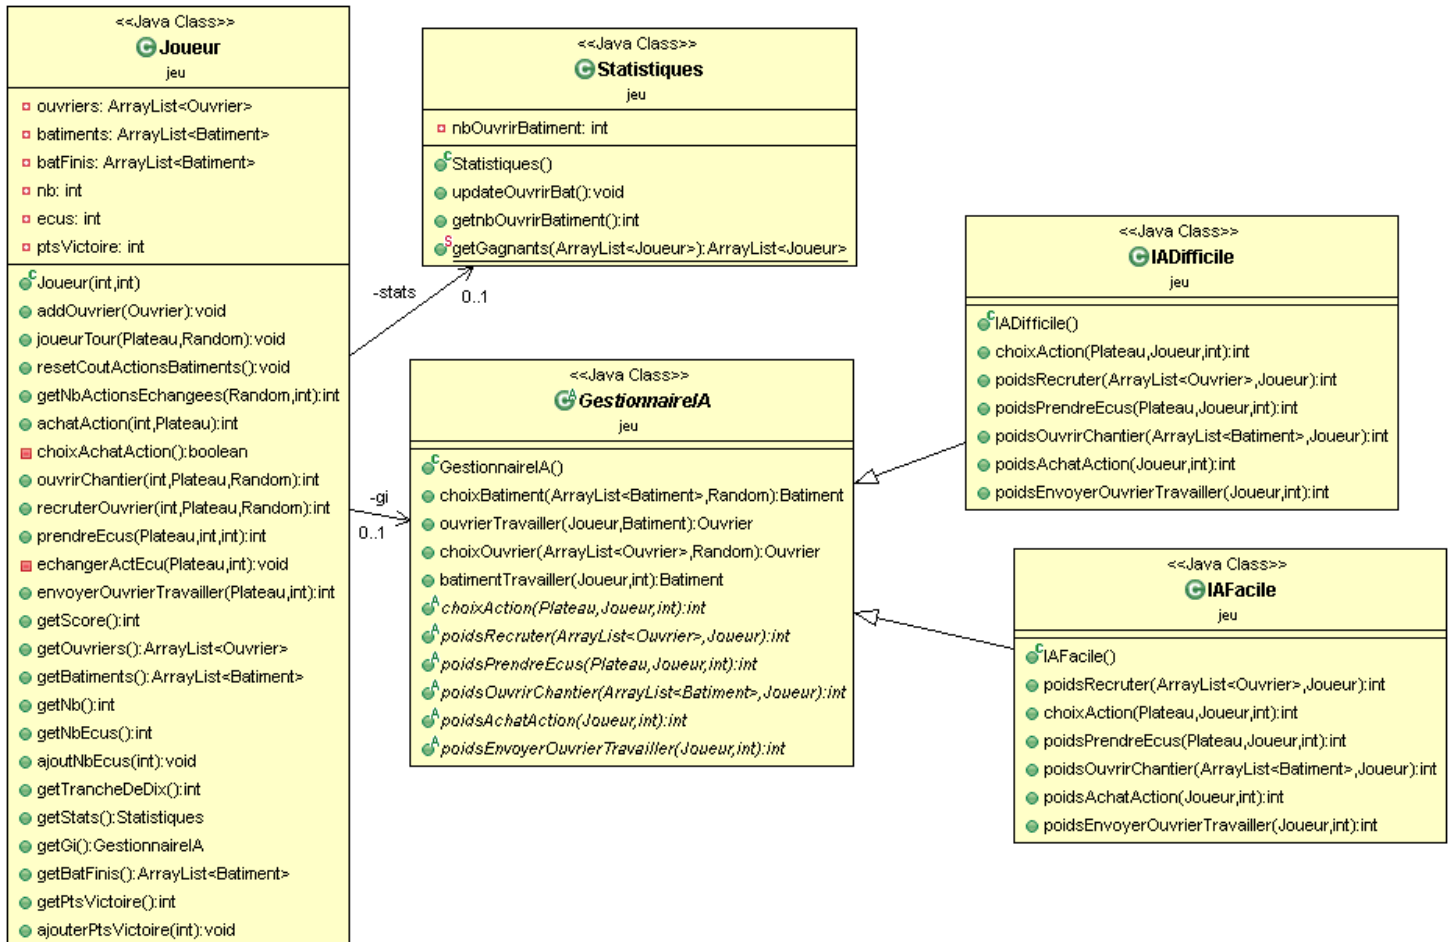 <<Java Class>>
Joueur
jeu
ouvriers: ArrayList<Ouvrier>
batiments: ArrayList<Batiment>
batFinis: ArrayList<Batiment>
nb: int
ecus: int
ptsVictoire: int
Joueur(int,int)
addOuvrier(Ouvrier):void
joueurTour(Plateau,Random):void
resetCoutActionsBatiments():void
getNbActionsEchangees(Random,int):int
achatAction(int,Plateau):int
choixAchatAction():boolean
ouvrirChantier(int,Plateau,Random):int
recruterOuvrier(int,Plateau,Random):int
prendreEcus(Plateau,int,int):int
echangerActEcu(Plateau,int):void
envoyerOuvrierTravailler(Plateau,int):int
getScore():int
getOuvriers():ArrayList<Ouvrier>
getBatiments():ArrayList<Batiment>
getNb():int
getNbEcus():int
ajoutNbEcus(int):void
getTrancheDeDix():int
getStats():Statistiques
getGi():GestionnaireIA
getBatFinis():ArrayList<Batiment>
getPtsVictoire():int
ajouterPtsVictoire(int):void
-stats
0..1
-gi
0..1
<<Java Class>>
Statistiques
jeu
nbOuvrirBatiment: int
Statistiques()
updateOuvrirBat():void
getnbOuvrirBatiment():int
getGagnants(ArrayList<Joueur>):ArrayList<Joueur>
<<Java Class>>
GestionnaireIA
jeu
GestionnaireIA()
choixBatiment(ArrayList<Batiment>,Random):Batiment
ouvrierTravailler(Joueur,Batiment):Ouvrier
choixOuvrier(ArrayList<Ouvrier>,Random):Ouvrier
batimentTravailler(Joueur,int):Batiment
choixAction(Plateau,Joueur,int):int
poidsRecruter(ArrayList<Ouvrier>,Joueur):int
poidsPrendreEcus(Plateau,Joueur,int):int
poidsOuvrirChantier(ArrayList<Batiment>,Joueur):int
poidsAchatAction(Joueur,int):int
poidsEnvoyerOuvrierTravailler(Joueur,int):int
<<Java Class>>
IADifficile
jeu
IADifficile()
choixAction(Plateau,Joueur,int):int
poidsRecruter(ArrayList<Ouvrier>,Joueur):int
poidsPrendreEcus(Plateau,Joueur,int):int
poidsOuvrirChantier(ArrayList<Batiment>,Joueur):int
poidsAchatAction(Joueur,int):int
poidsEnvoyerOuvrierTravailler(Joueur,int):int
<<Java Class>>
IAFacile
jeu
IAFacile()
poidsRecruter(ArrayList<Ouvrier>,Joueur):int
choixAction(Plateau,Joueur,int):int
poidsPrendreEcus(Plateau,Joueur,int):int
poidsOuvrirChantier(ArrayList<Batiment>,Joueur):int
poidsAchatAction(Joueur,int):int
poidsEnvoyerOuvrierTravailler(Joueur,int):int